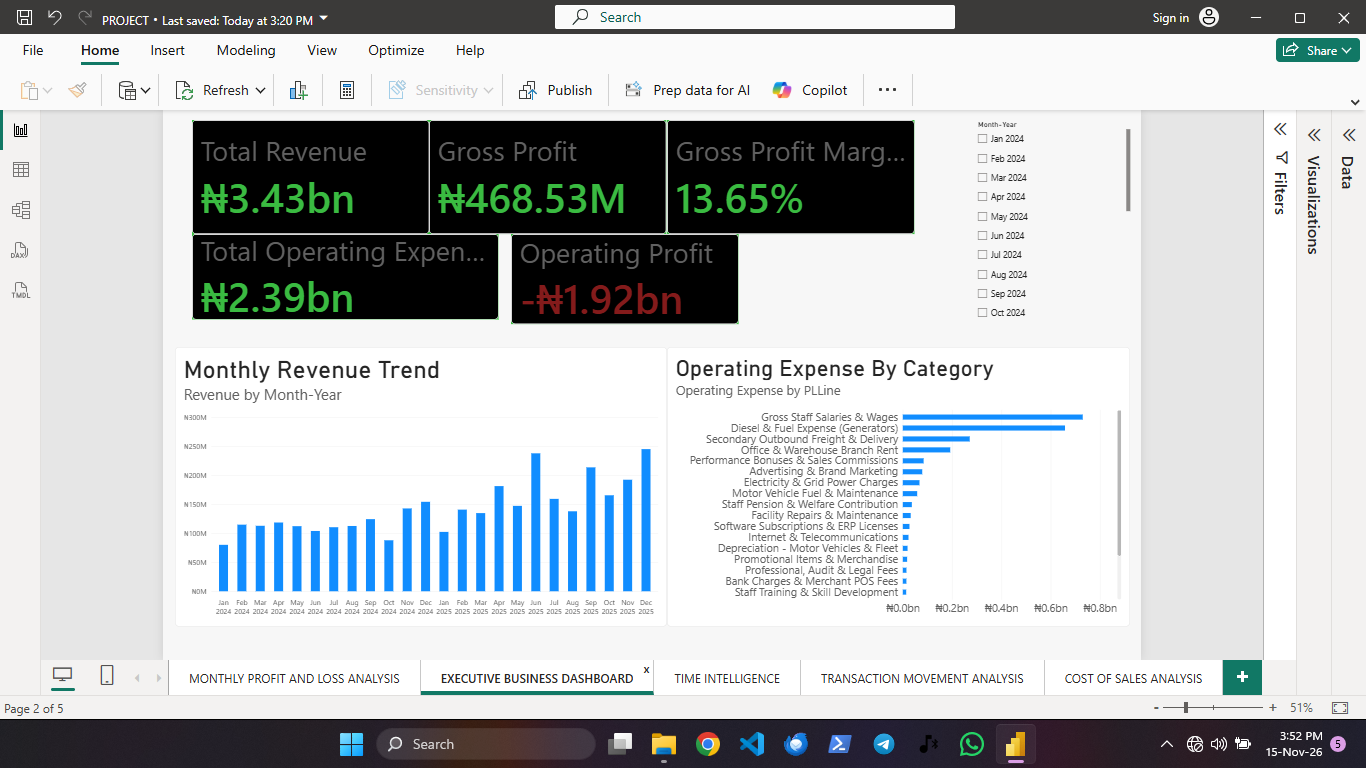 PROJECT • Last saved: Today at 3:20 PM
Search
Sign in
File Home Insert Modeling View Optimize Help
Share
Refresh
Sensitivity
Publish
Prep data for AI
Copilot
Total Revenue
₦3.43bn
Gross Profit
₦468.53M
Gross Profit Marg...
13.65%
Total Operating Expen...
₦2.39bn
Operating Profit
-₦1.92bn
Month-Year
Jan 2024
Feb 2024
Mar 2024
Apr 2024
May 2024
Jun 2024
Jul 2024
Aug 2024
Sep 2024
Oct 2024
Filters
Visualizations
Data
DAX
TMDL
Monthly Revenue Trend
Revenue by Month-Year
₦300M
₦250M
₦200M
₦150M
₦100M
₦50M
₦0M
Jan Feb Mar Apr May Jun Jul Aug Sep Oct Nov Dec Jan Feb Mar Apr May Jun Jul Aug Sep Oct Nov Dec
2024 2024 2024 2024 2024 2024 2024 2024 2024 2024 2024 2024 2025 2025 2025 2025 2025 2025 2025 2025 2025 2025 2025 2025
Operating Expense By Category
Operating Expense by PLLine
Gross Staff Salaries & Wages
Diesel & Fuel Expense (Generators)
Secondary Outbound Freight & Delivery
Office & Warehouse Branch Rent
Performance Bonuses & Sales Commissions
Advertising & Brand Marketing
Electricity & Grid Power Charges
Motor Vehicle Fuel & Maintenance
Staff Pension & Welfare Contribution
Facility Repairs & Maintenance
Software Subscriptions & ERP Licenses
Internet & Telecommunications
Depreciation - Motor Vehicles & Fleet
Promotional Items & Merchandise
Professional, Audit & Legal Fees
Bank Charges & Merchant POS Fees
Staff Training & Skill Development
₦0.0bn ₦0.2bn ₦0.4bn ₦0.6bn ₦0.8bn
MONTHLY PROFIT AND LOSS ANALYSIS
EXECUTIVE BUSINESS DASHBOARD
TIME INTELLIGENCE
TRANSACTION MOVEMENT ANALYSIS
COST OF SALES ANALYSIS
Page 2 of 5
51%
Search
3:52 PM
15-Nov-26
5